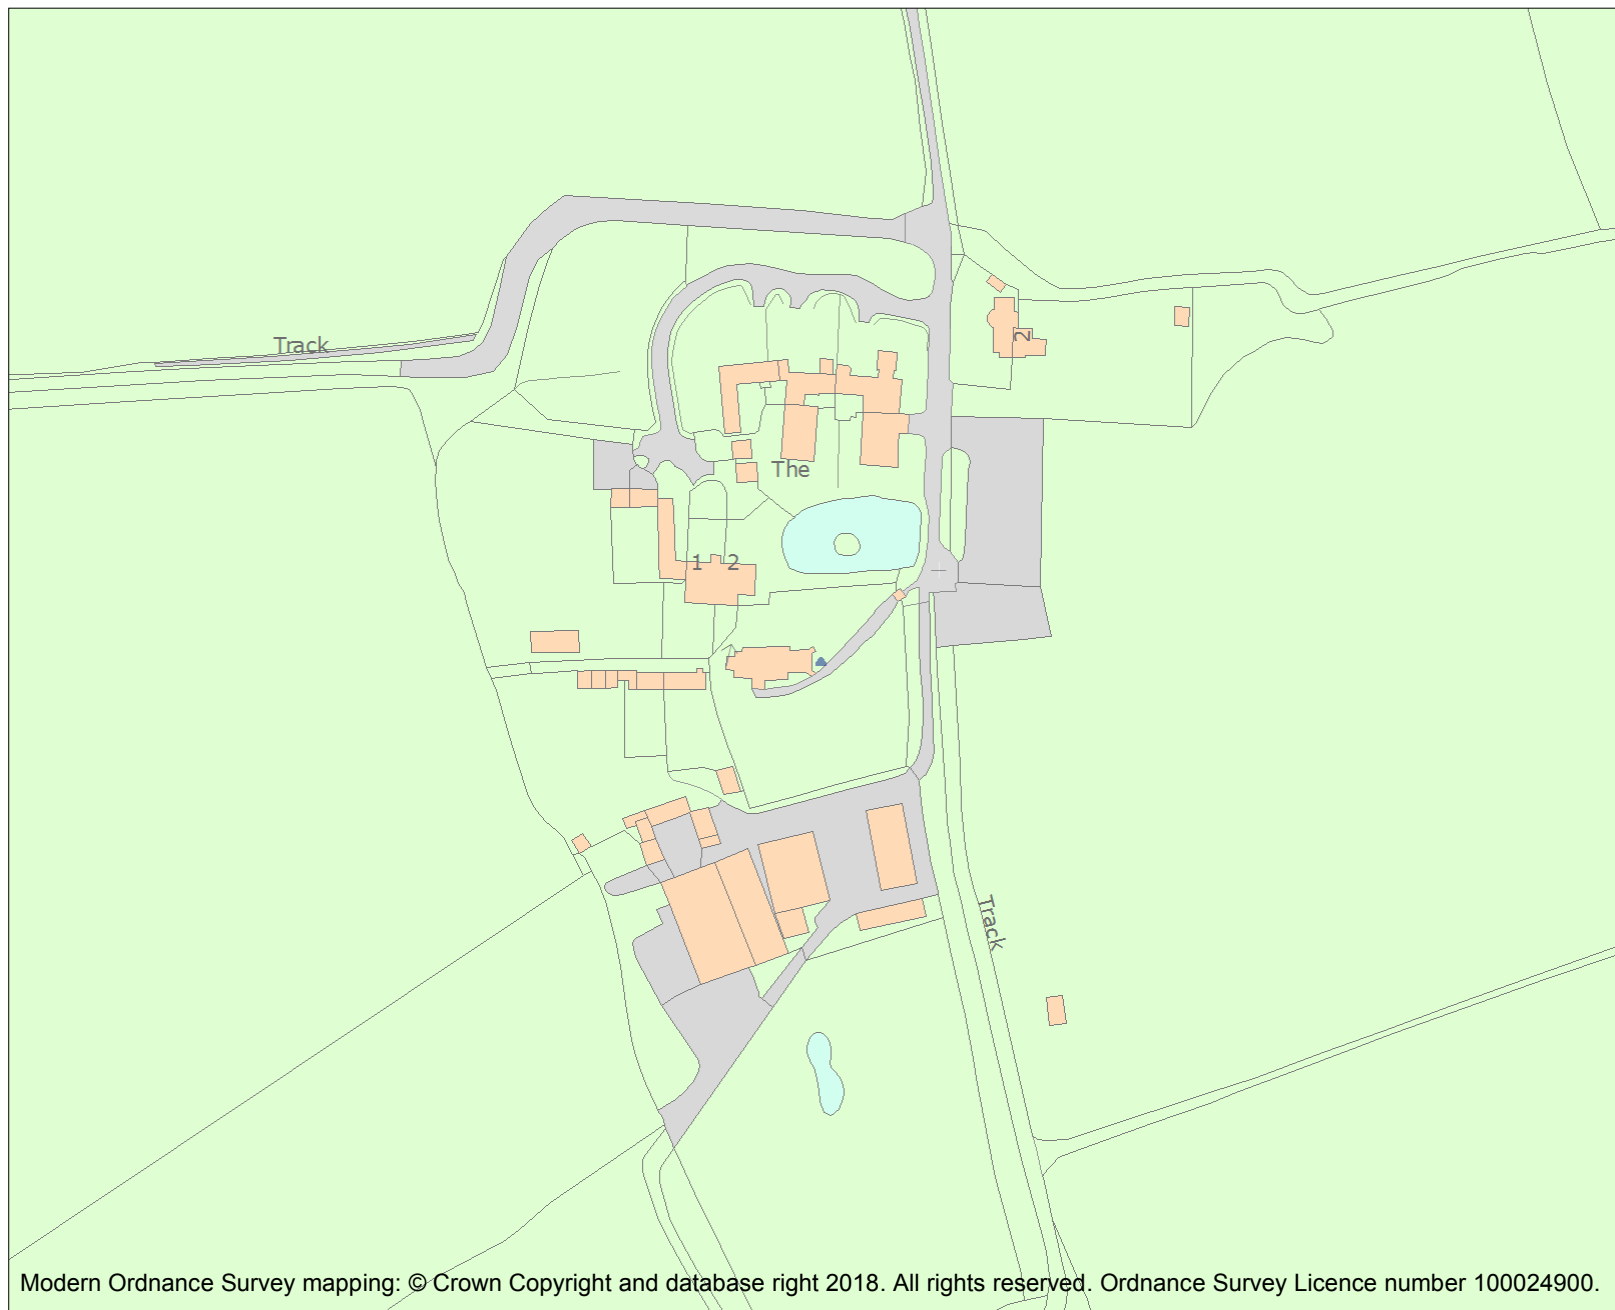 2
Track
The
1 2
Track
Modern Ordnance Survey mapping: © Crown Copyright and database right 2018. All rights reserved. Ordnance Survey Licence number 100024900.